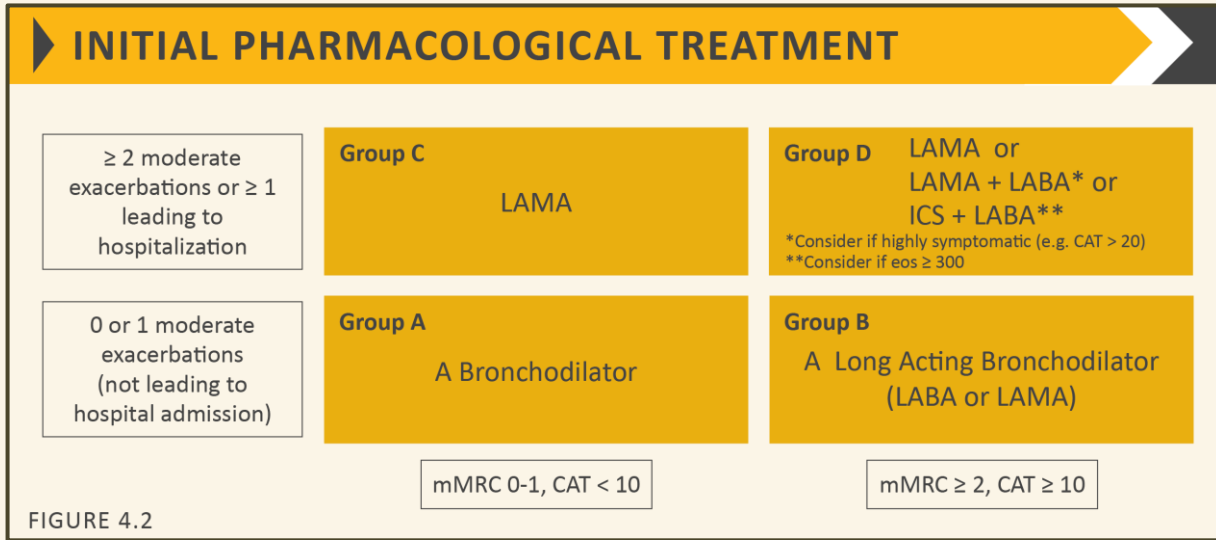 INITIAL PHARMACOLOGICAL TREATMENT
≥ 2 moderate
exacerbations or ≥ 1
leading to
hospitalization
Group C
LAMA
Group D
LAMA or
LAMA + LABA* or
ICS + LABA**
*Consider if highly symptomatic (e.g. CAT > 20)
**Consider if eos ≥ 300
0 or 1 moderate
exacerbations
(not leading to
hospital admission)
Group A
A Bronchodilator
Group B
A Long Acting Bronchodilator
(LABA or LAMA)
mMRC 0-1, CAT < 10
mMRC ≥ 2, CAT ≥ 10
FIGURE 4.2